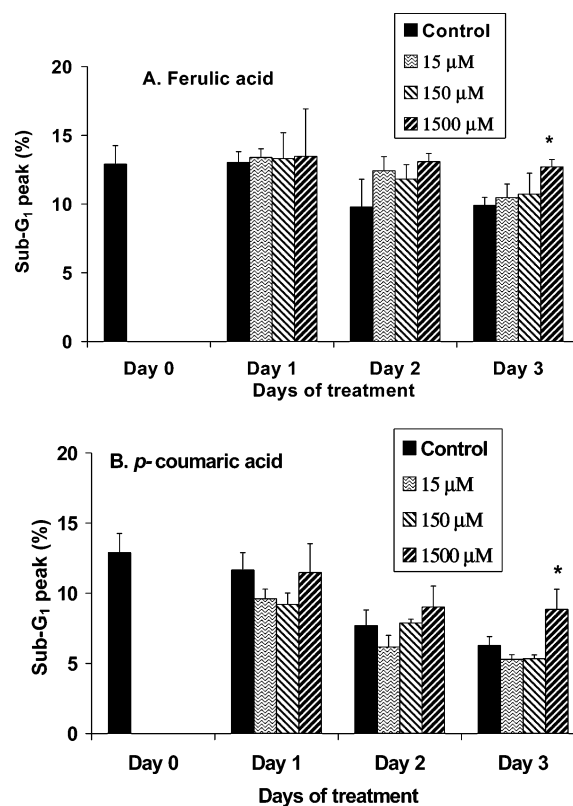 A. Ferulic acid
Control
15 µM
150 µM
1500 µM
*
20
15
10
5
0
Sub-G₁ peak (%)
Day 0 Day 1 Day 2 Day 3
Days of treatment
B. p-coumaric acid
Control
15 µM
150 µM
1500 µM
*
20
15
10
5
0
Sub-G₁ peak (%)
Day 0 Day 1 Day 2 Day 3
Days of treatment